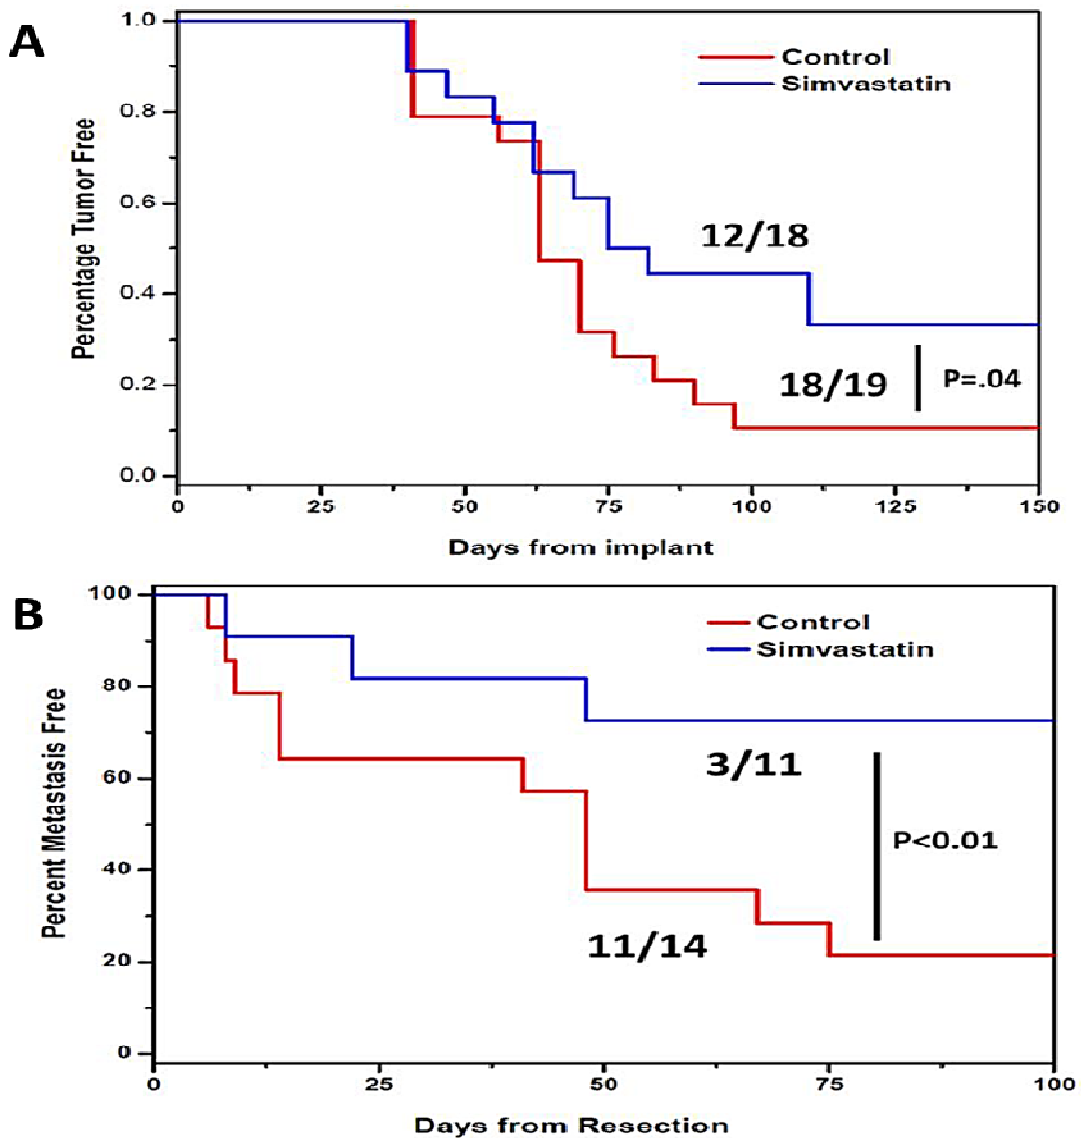 A
Percentage Tumor Free
1.0
0.8
0.6
0.4
0.2
0.0
Control
Simvastatin
12/18
18/19
P=.04
0 25 50 75 100 125 150
Days from implant
B
Percent Metastasis Free
100
80
60
40
20
0
Control
Simvastatin
3/11
P<0.01
11/14
0 25 50 75 100
Days from Resection